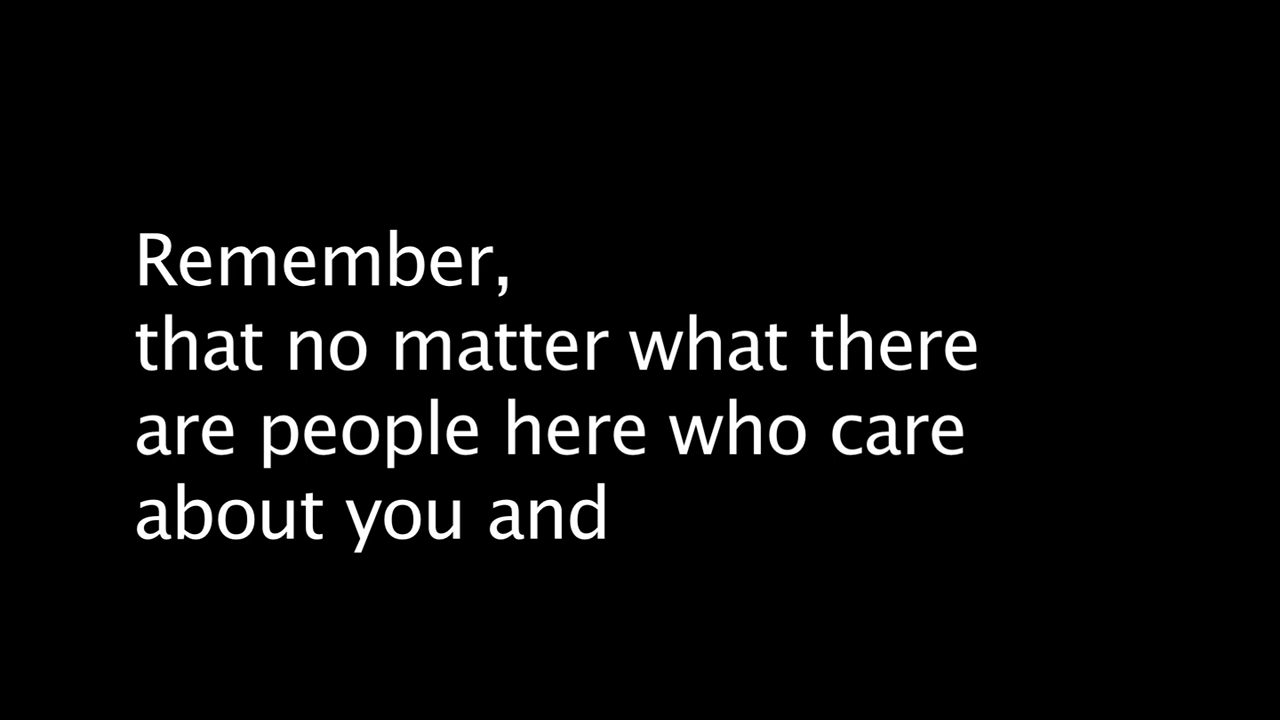 Remember,
that no matter what there
are people here who care
about you and